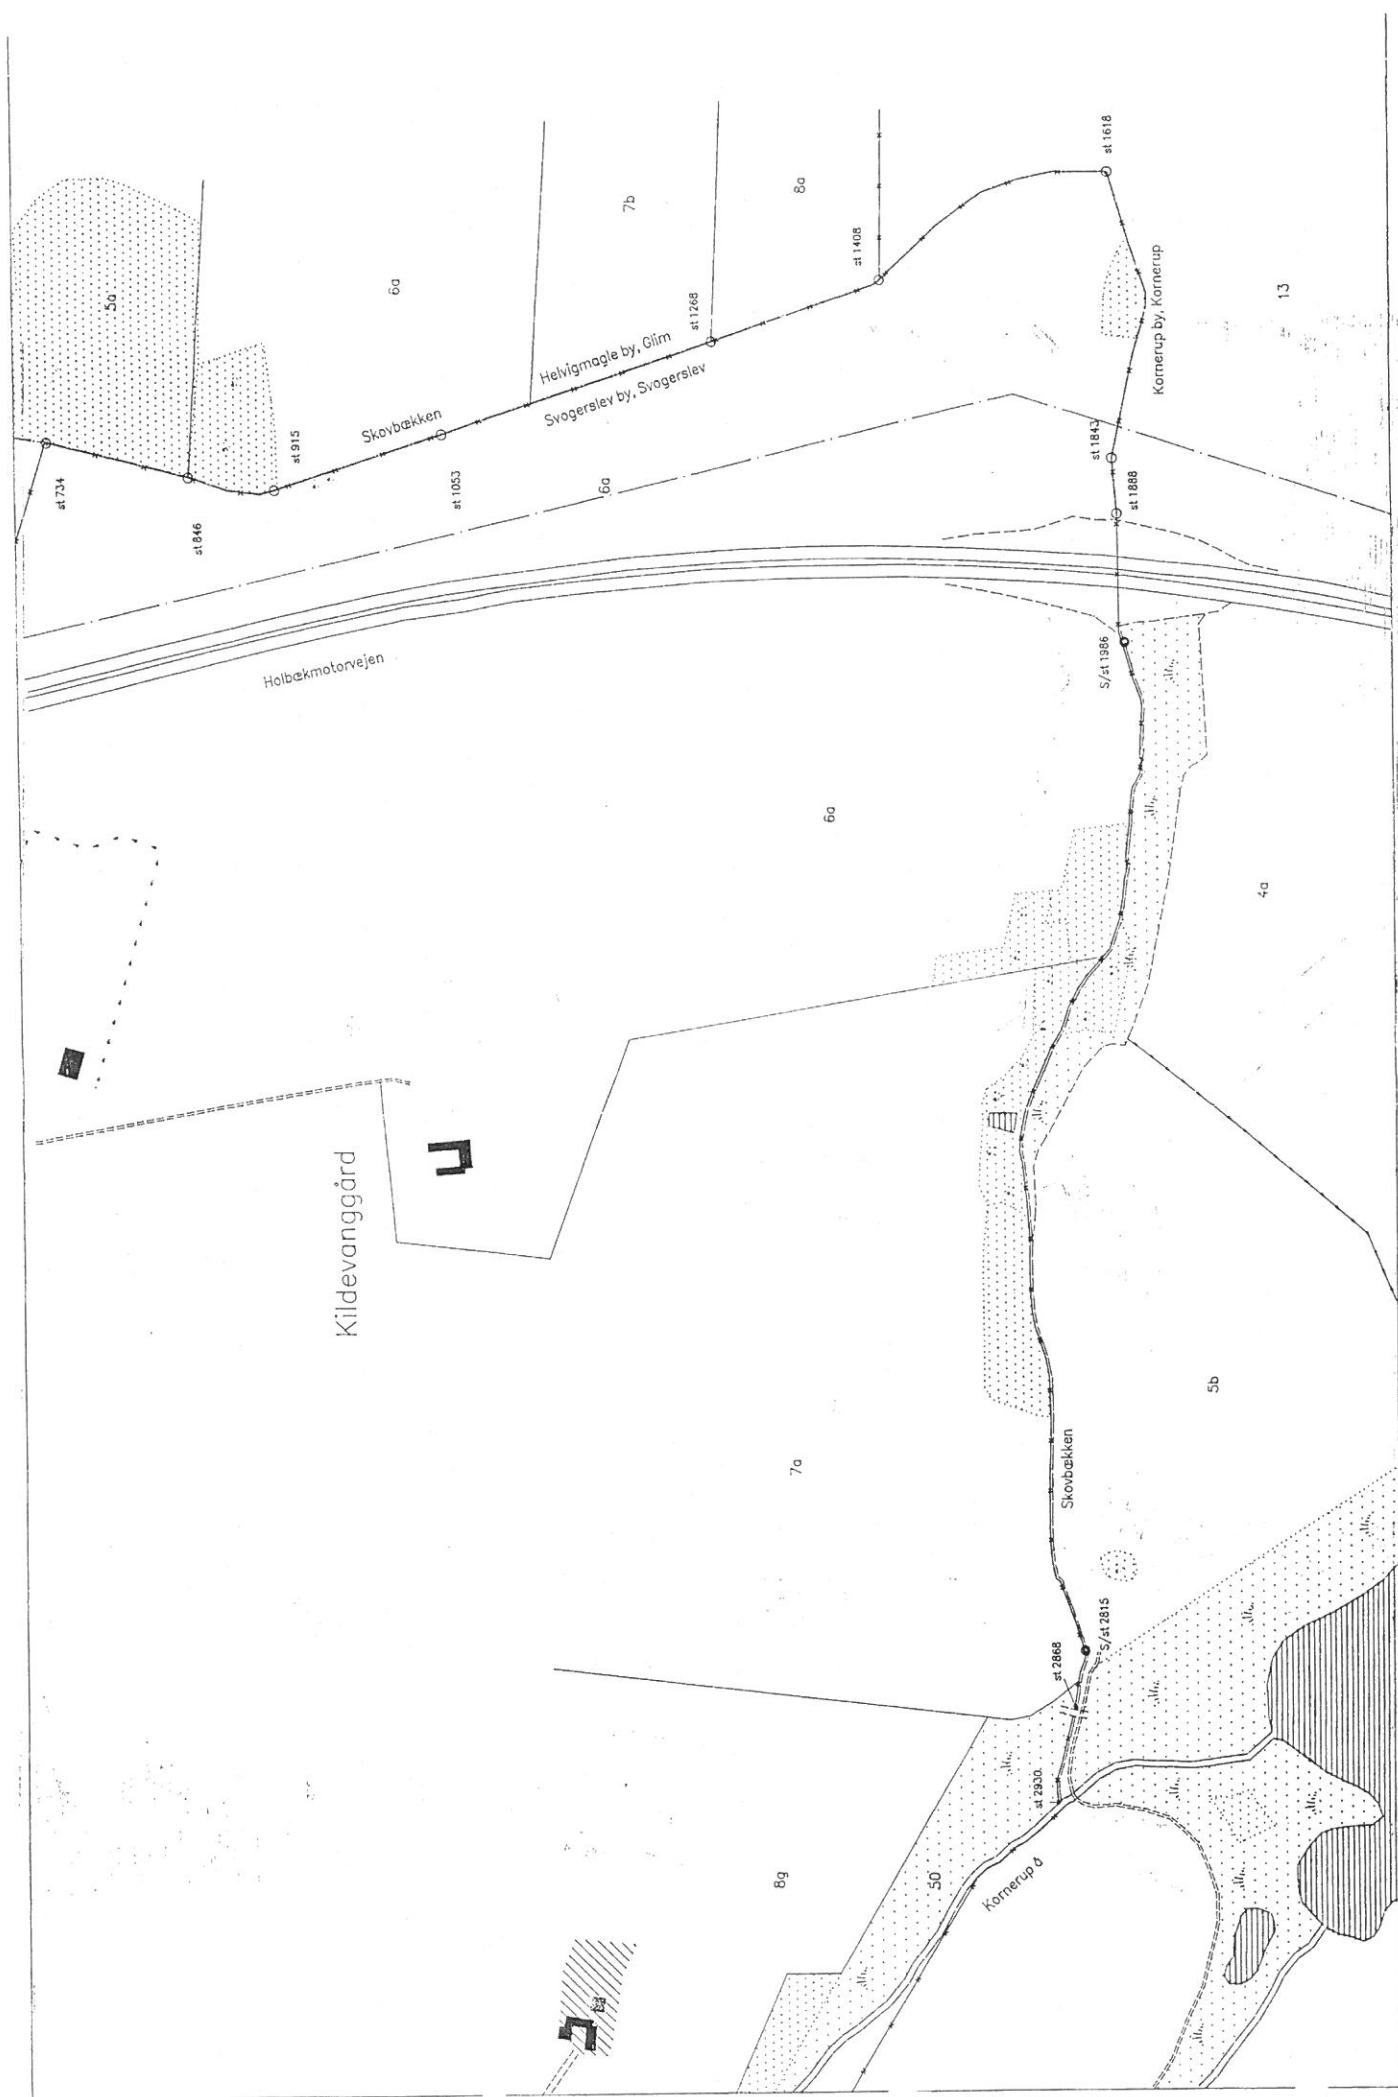 5a
6a
7b
8a
st 1618
st 1408
st 1268
Helvigmagle by, Glim
Svogerslev by, Svogerslev
Skovbækken
Kornerup by, Kornerup
13
st 734
st 846
st 915
st 1053
6a
st 1843
st 1888
S/st 1986
Holbækmotorvejen
6a
4a
Kildevanggård
7a
5b
Skovbækken
S/st 2815
st 2868
st 2930
8g
50
Kornerup å